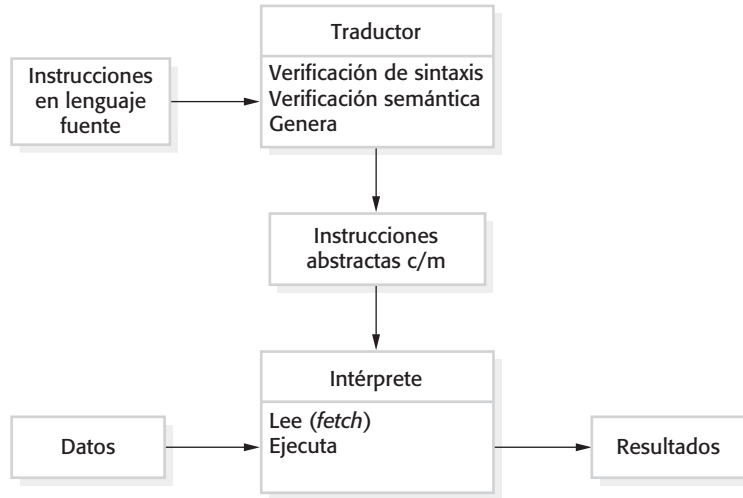 Traductor
Instrucciones
en lenguaje
fuente
Verificación de sintaxis
Verificación semántica
Genera
Instrucciones
abstractas c/m
Intérprete
Datos
Lee (fetch)
Ejecuta
Resultados